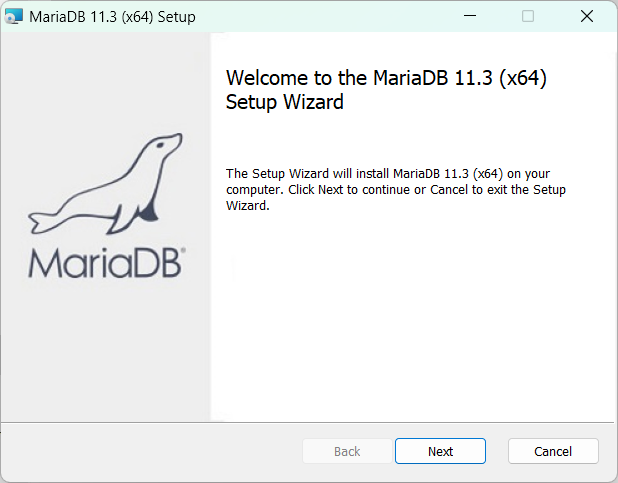 MariaDB 11.3 (x64) Setup
Welcome to the MariaDB 11.3 (x64)
Setup Wizard
The Setup Wizard will install MariaDB 11.3 (x64) on your
computer. Click Next to continue or Cancel to exit the Setup
Wizard.
MariaDB®
Back
Next
Cancel